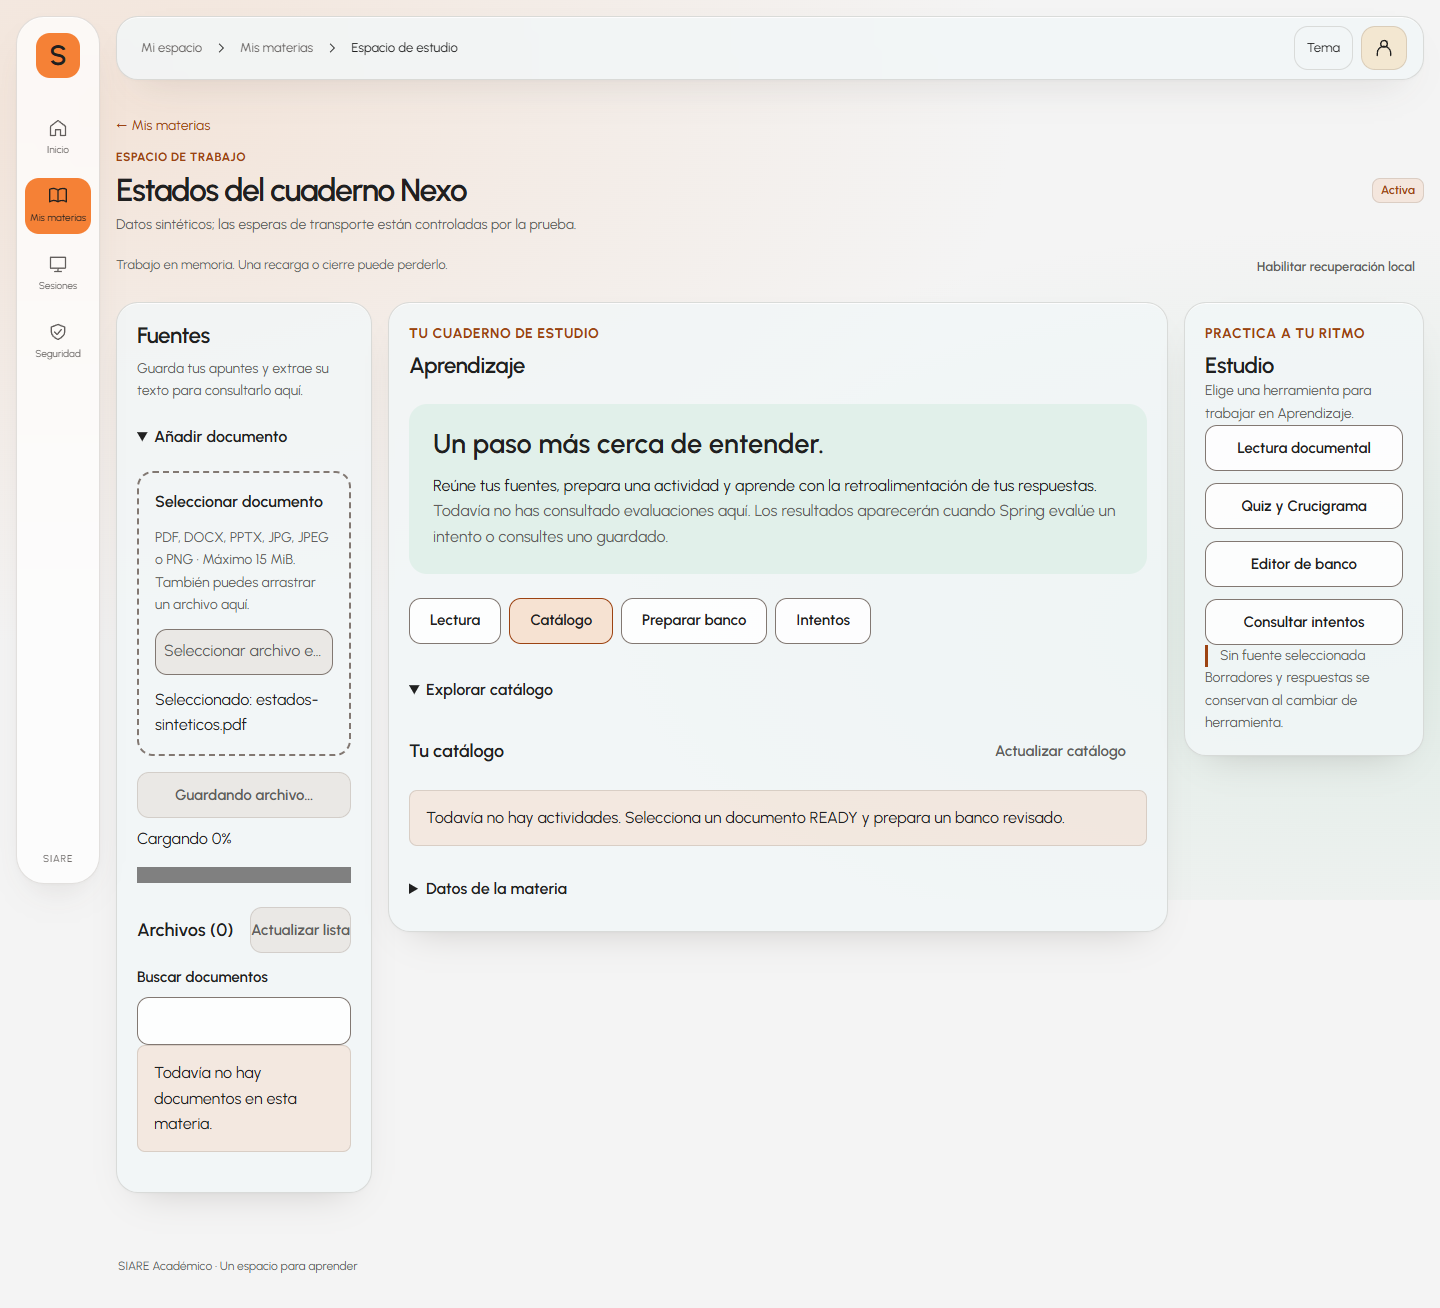 S
Inicio
Mis materias
Sesiones
Seguridad
SIARE
Mi espacio
Mis materias
Espacio de estudio
Tema
← Mis materias
ESPACIO DE TRABAJO
Estados del cuaderno Nexo
Activa
Datos sintéticos; las esperas de transporte están controladas por la prueba.
Trabajo en memoria. Una recarga o cierre puede perderlo.
Habilitar recuperación local
Fuentes
Guarda tus apuntes y extrae su
texto para consultarlo aquí.
Añadir documento
Seleccionar documento
PDF, DOCX, PPTX, JPG, JPEG
o PNG · Máximo 15 MiB.
También puedes arrastrar
un archivo aquí.
Seleccionar archivo e...
Seleccionado: estados-
sinteticos.pdf
Guardando archivo...
Cargando 0%
Archivos (0)
Actualizar lista
Buscar documentos
Todavía no hay
documentos en esta
materia.
TU CUADERNO DE ESTUDIO
Aprendizaje
Un paso más cerca de entender.
Reúne tus fuentes, prepara una actividad y aprende con la retroalimentación de tus respuestas.
Todavía no has consultado evaluaciones aquí. Los resultados aparecerán cuando Spring evalúe un
intento o consultes uno guardado.
Lectura
Catálogo
Preparar banco
Intentos
Explorar catálogo
Tu catálogo
Actualizar catálogo
Todavía no hay actividades. Selecciona un documento READY y prepara un banco revisado.
Datos de la materia
PRACTICA A TU RITMO
Estudio
Elige una herramienta para
trabajar en Aprendizaje.
Lectura documental
Quiz y Crucigrama
Editor de banco
Consultar intentos
Sin fuente seleccionada
Borradores y respuestas se
conservan al cambiar de
herramienta.
SIARE Académico · Un espacio para aprender